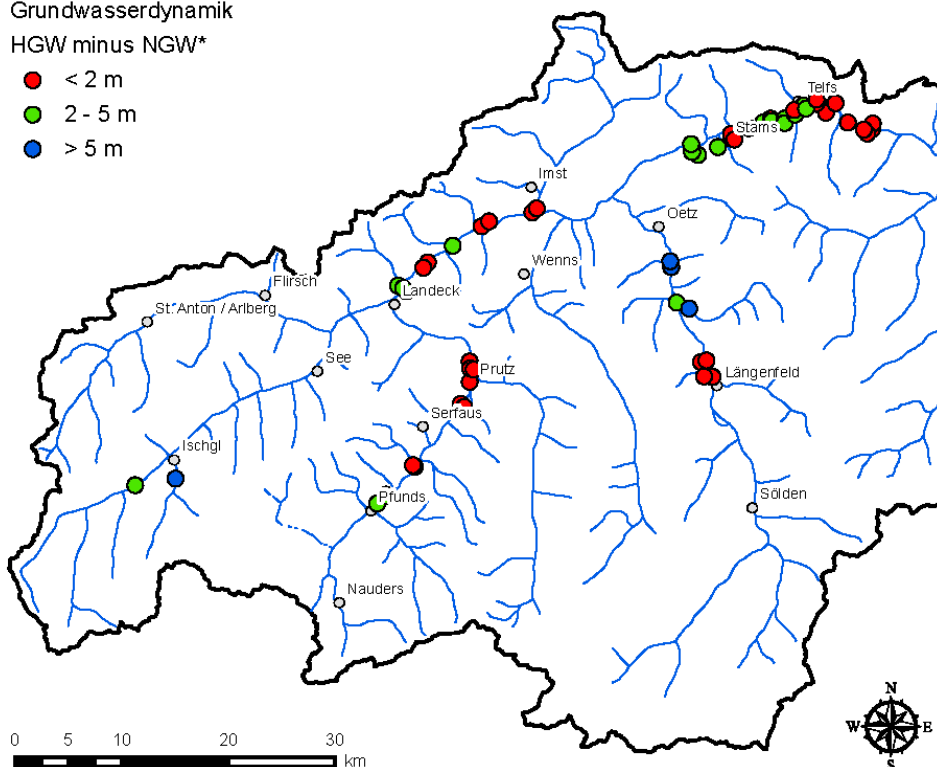 Grundwasserdynamik
HGW minus NGW*
< 2 m
2 - 5 m
> 5 m
Telfs
Stams
Imst
Oetz
Wenns
Flirsch
Landeck
St. Anton / Arlberg
See
Prutz
Längenfeld
Serfaus
Ischgl
Pfunds
Sölden
Nauders
N
W E
S
0 5 10 20 30
km